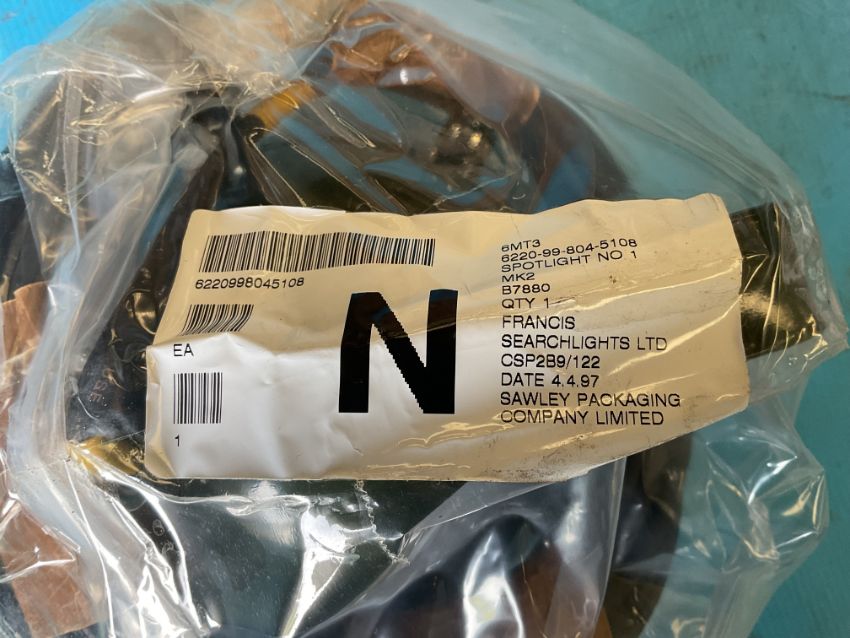 6220998045108
EA
1
N
6MT3
6220-99-804-5108
SPOTLIGHT NO 1
MK2
B7880
QTY 1
FRANCIS
SEARCHLIGHTS LTD
CSP2B9/122
DATE 4.4.97
SAWLEY PACKAGING
COMPANY LIMITED